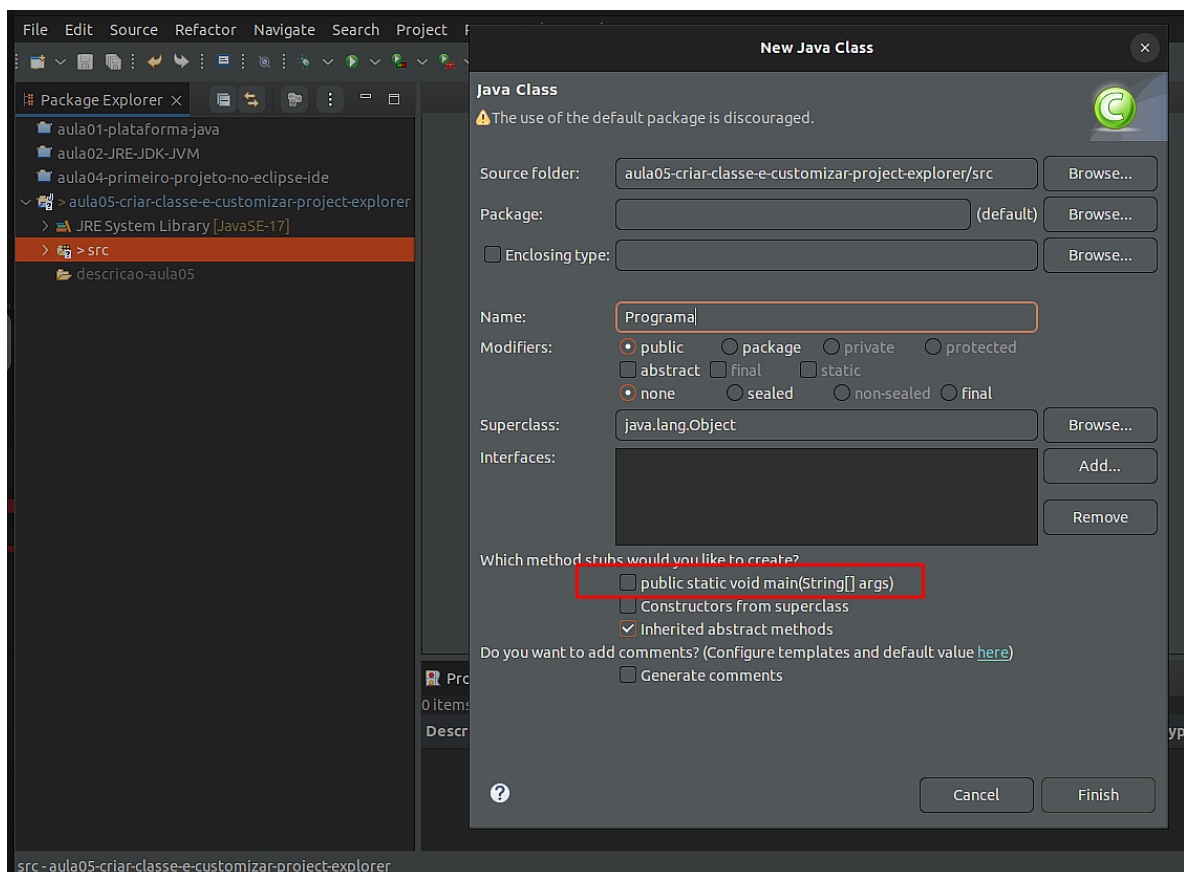 File Edit Source Refactor Navigate Search Project
New Java Class
Package Explorer
aula01-plataforma-java
aula02-JRE-JDK-JVM
aula04-primeiro-projeto-no-eclipse-ide
> aula05-criar-classe-e-customizar-project-explorer
JRE System Library [JavaSE-17]
> src
descricao-aula05
Java Class
The use of the default package is discouraged.
Source folder: aula05-criar-classe-e-customizar-project-explorer/src Browse...
Package: (default) Browse...
Enclosing type: Browse...
Name: Programa
Modifiers: public package private protected
abstract final static
none sealed non-sealed final
Superclass: java.lang.Object Browse...
Interfaces: Add...
Remove
Which method stubs would you like to create?
public static void main(String[] args)
Constructors from superclass
Inherited abstract methods
Do you want to add comments? (Configure templates and default value here)
Generate comments
0 items
Cancel Finish
src - aula05-criar-classe-e-customizar-project-explorer